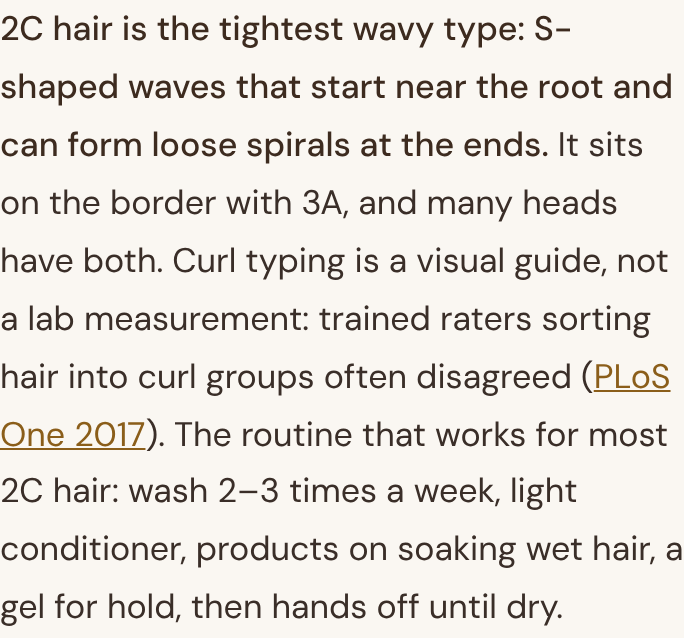 2C hair is the tightest wavy type: S-
shaped waves that start near the root and
can form loose spirals at the ends. It sits
on the border with 3A, and many heads
have both. Curl typing is a visual guide, not
a lab measurement: trained raters sorting
hair into curl groups often disagreed (PLoS
One 2017). The routine that works for most
2C hair: wash 2–3 times a week, light
conditioner, products on soaking wet hair, a
gel for hold, then hands off until dry.